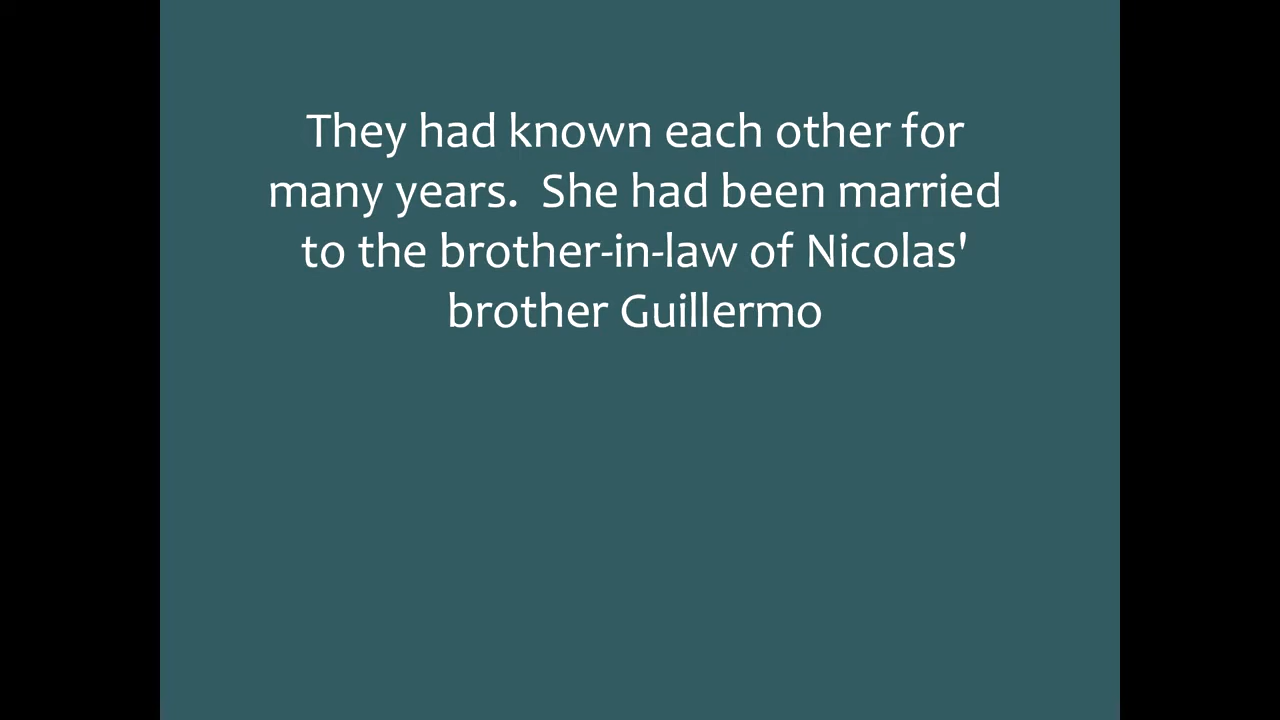 They had known each other for
many years.  She had been married
to the brother-in-law of Nicolas'
brother Guillermo